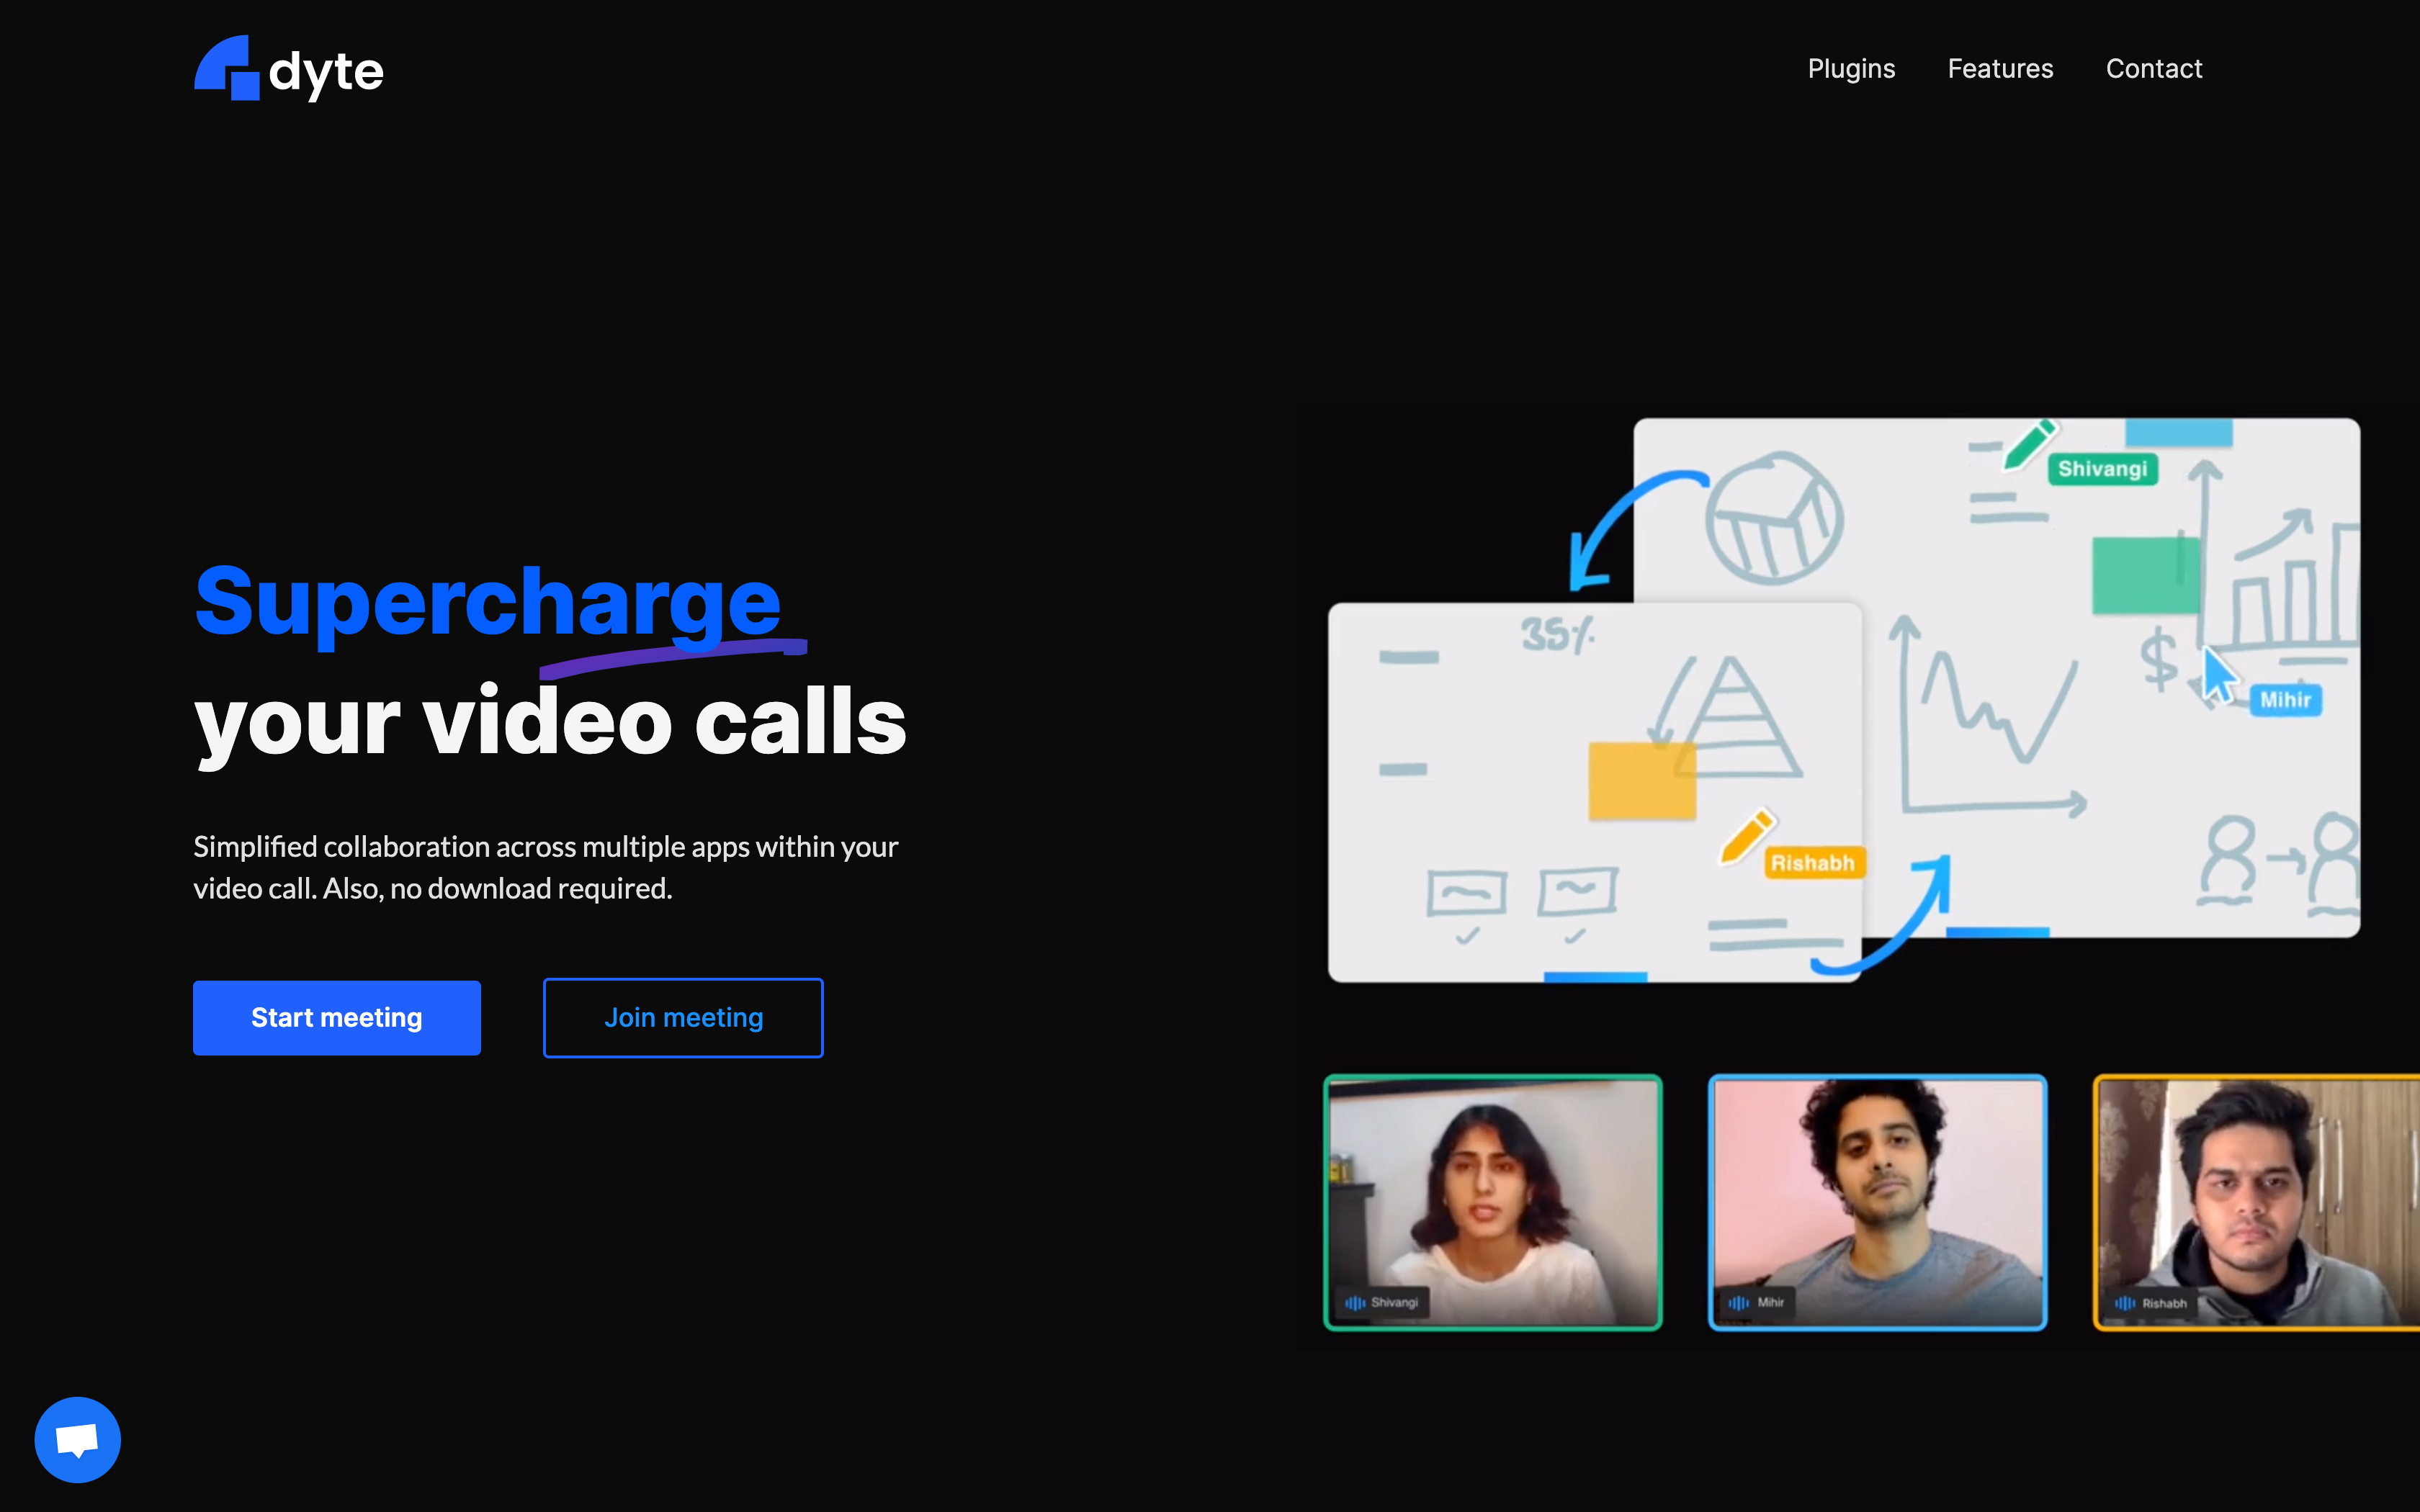 dyte
Plugins
Features
Contact
Supercharge
your video calls
Simplified collaboration across multiple apps within your
video call. Also, no download required.
Start meeting
Join meeting
Shivangi
35%
$
Mihir
Rishabh
Shivangi
Mihir
Rishabh